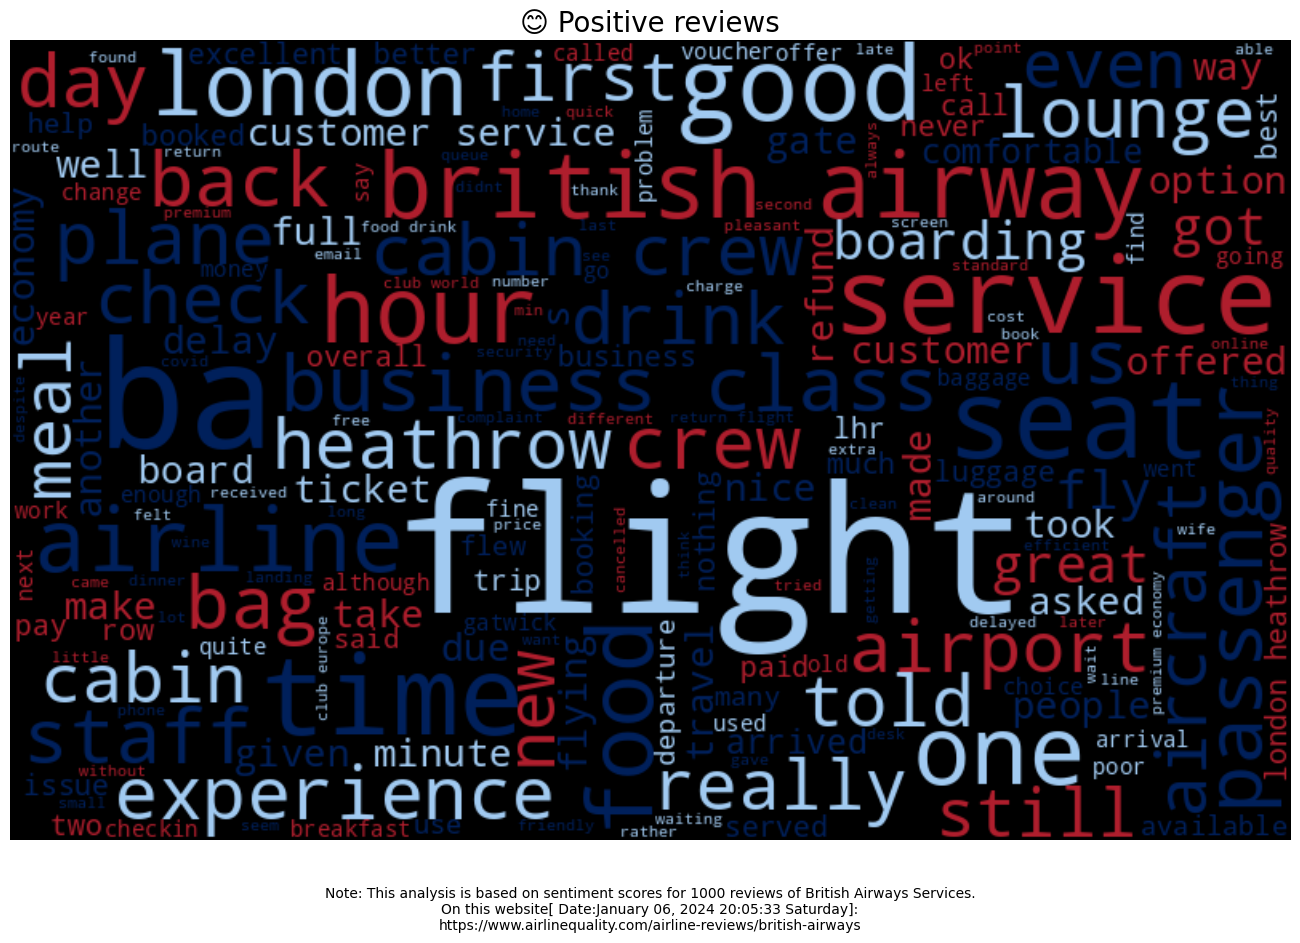 😊 Positive reviews
found excellent better called voucher offer late ok point even way able
day london first good left lounge best
help booked customer service home quick problem gate call never comfortable
route well return back queue british always airway option
change say didnt thank second
premium full food drink last pleasant screen boarding find got
economy plane email cabin crew see go refund standard going
money club world number charge
year check hour min s drink service cost book
delay overall need security business customer us online offered
meal covid ba business class baggage seat thing
despite another free complaint different return flight lhr passenger quality
heathrow crew extra
board ticket much made luggage fly went
enough received nice around
work felt long fine booking nothing clean took wife
airline wine price flew flight cancelled think efficient aircraft
next came dinner landing although trip tried getting great london heathrow
make bag take asked premium economy
pay row lot said gatwick want delayed later
quite due departure travel airport wait line
little cabin club europe new food paid old choice
time flying many told people
staff phone given minute used arrived desk one arrival
without gave poor
issue small experience really
two checkin seem breakfast use friendly waiting rather served still available
Note: This analysis is based on sentiment scores for 1000 reviews of British Airways Services.
On this website[ Date:January 06, 2024 20:05:33 Saturday]:
https://www.airlinequality.com/airline-reviews/british-airways